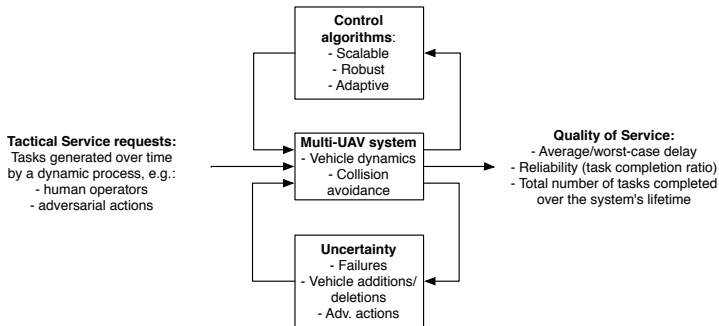 Control
algorithms:
- Scalable
- Robust
- Adaptive
Tactical Service requests:
Tasks generated over time
by a dynamic process, e.g.:
- human operators
- adversarial actions
Multi-UAV system
- Vehicle dynamics
- Collision
avoidance
Quality of Service:
- Average/worst-case delay
- Reliability (task completion ratio)
- Total number of tasks completed
over the system's lifetime
Uncertainty
- Failures
- Vehicle additions/
deletions
- Adv. actions